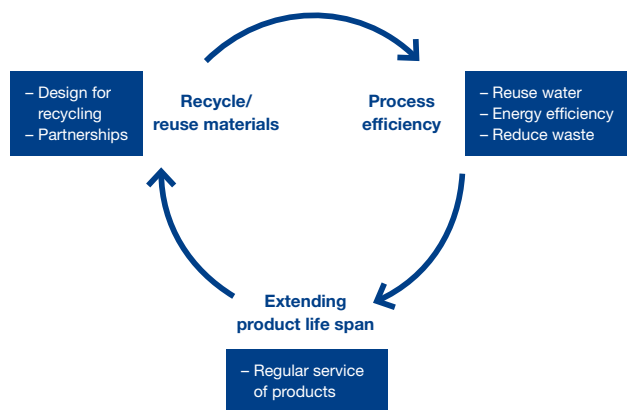 – Design for
recycling
– Partnerships
Recycle/
reuse materials
Process
efficiency
– Reuse water
– Energy efficiency
– Reduce waste
Extending
product life span
– Regular service
of products